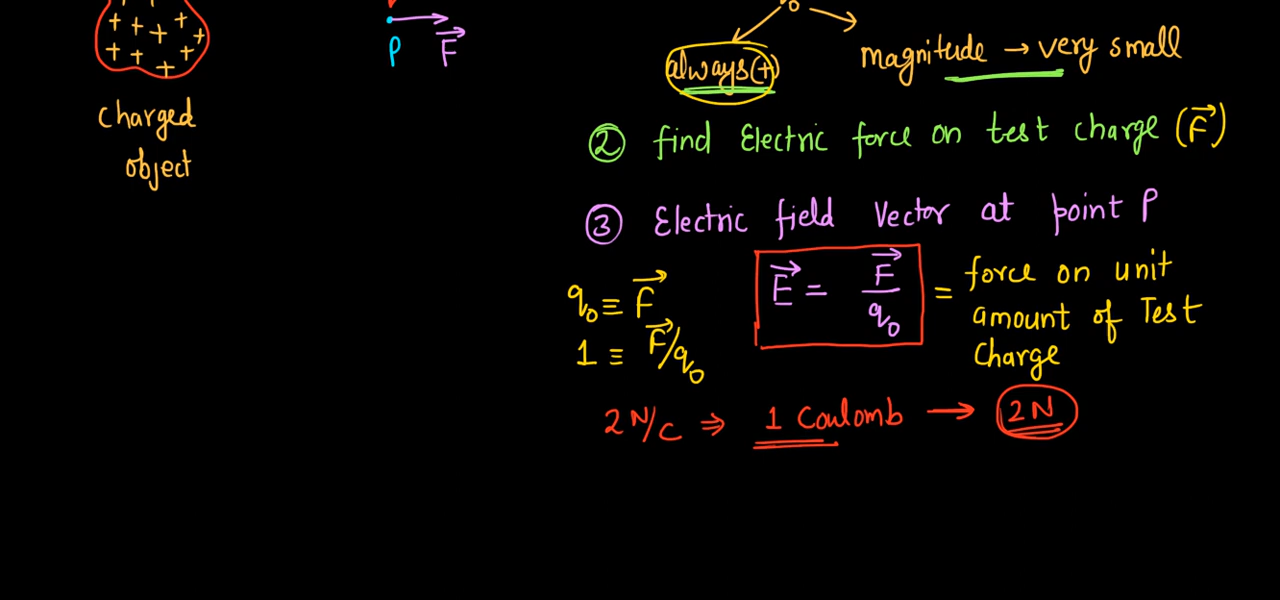 + + + +
+ + + +
+
P
F⃗
charged
object
q₀
always(+)
magnitude → very small
② find Electric force on test charge (F⃗)
③ Electric field Vector at point P
E⃗ = F⃗/q₀ = force on unit
amount of Test
Charge
q₀ ≡ F⃗
1 ≡ F⃗/q₀
2 N/C ⇒ 1 Coulomb → 2N